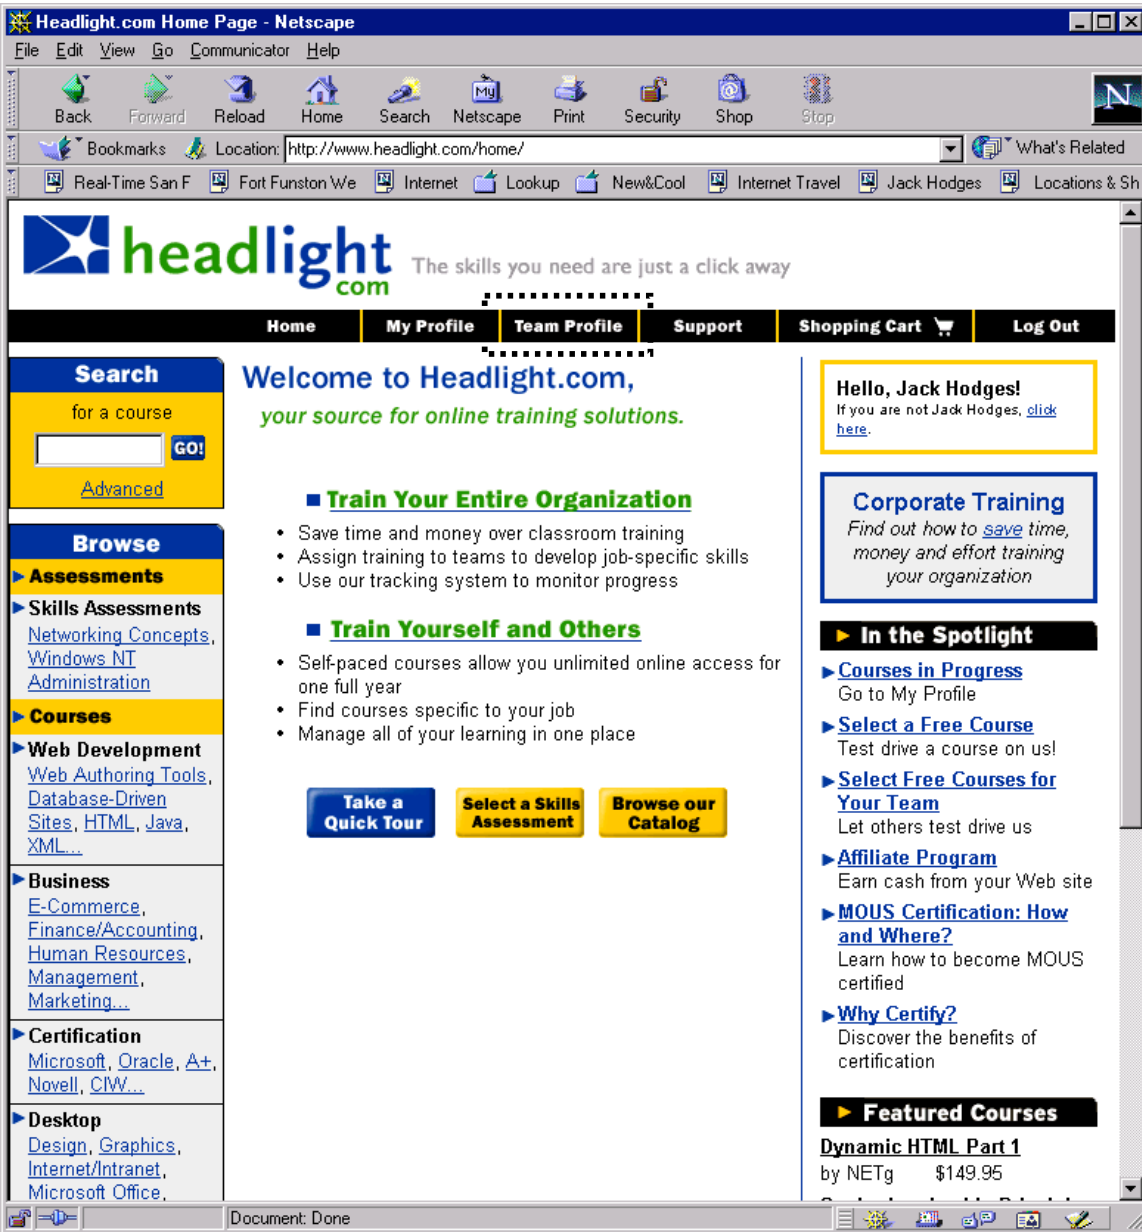 Headlight.com Home Page - Netscape
File Edit View Go Communicator Help
Back Forward Reload Home Search Netscape Print Security Shop Stop
My
N
Bookmarks Location: http://www.headlight.com/home/ What's Related
Real-Time San F Fort Funston We Internet Lookup New&Cool Internet Travel Jack Hodges Locations & Sh
headlight
com
The skills you need are just a click away
Home My Profile Team Profile Support Shopping Cart Log Out
Search
for a course
GO!
Advanced
Browse
Assessments
Skills Assessments
Networking Concepts,
Windows NT
Administration
Courses
Web Development
Web Authoring Tools,
Database-Driven
Sites, HTML, Java,
XML...
Business
E-Commerce,
Finance/Accounting,
Human Resources,
Management,
Marketing...
Certification
Microsoft, Oracle, A+,
Novell, CIW...
Desktop
Design, Graphics,
Internet/Intranet,
Microsoft Office,
Welcome to Headlight.com,
your source for online training solutions.
Train Your Entire Organization
• Save time and money over classroom training
• Assign training to teams to develop job-specific skills
• Use our tracking system to monitor progress
Train Yourself and Others
• Self-paced courses allow you unlimited online access for
one full year
• Find courses specific to your job
• Manage all of your learning in one place
Take a
Quick Tour
Select a Skills
Assessment
Browse our
Catalog
Hello, Jack Hodges!
If you are not Jack Hodges, click
here.
Corporate Training
Find out how to save time,
money and effort training
your organization
In the Spotlight
Courses in Progress
Go to My Profile
Select a Free Course
Test drive a course on us!
Select Free Courses for
Your Team
Let others test drive us
Affiliate Program
Earn cash from your Web site
MOUS Certification: How
and Where?
Learn how to become MOUS
certified
Why Certify?
Discover the benefits of
certification
Featured Courses
Dynamic HTML Part 1
by NETg $149.95
Document: Done